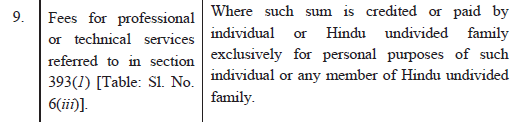 9.
Fees for professional
or technical services
referred to in section
393(1) [Table: Sl. No.
6(iii)].
Where such sum is credited or paid by
individual or Hindu undivided family
exclusively for personal purposes of such
individual or any member of Hindu undivided
family.